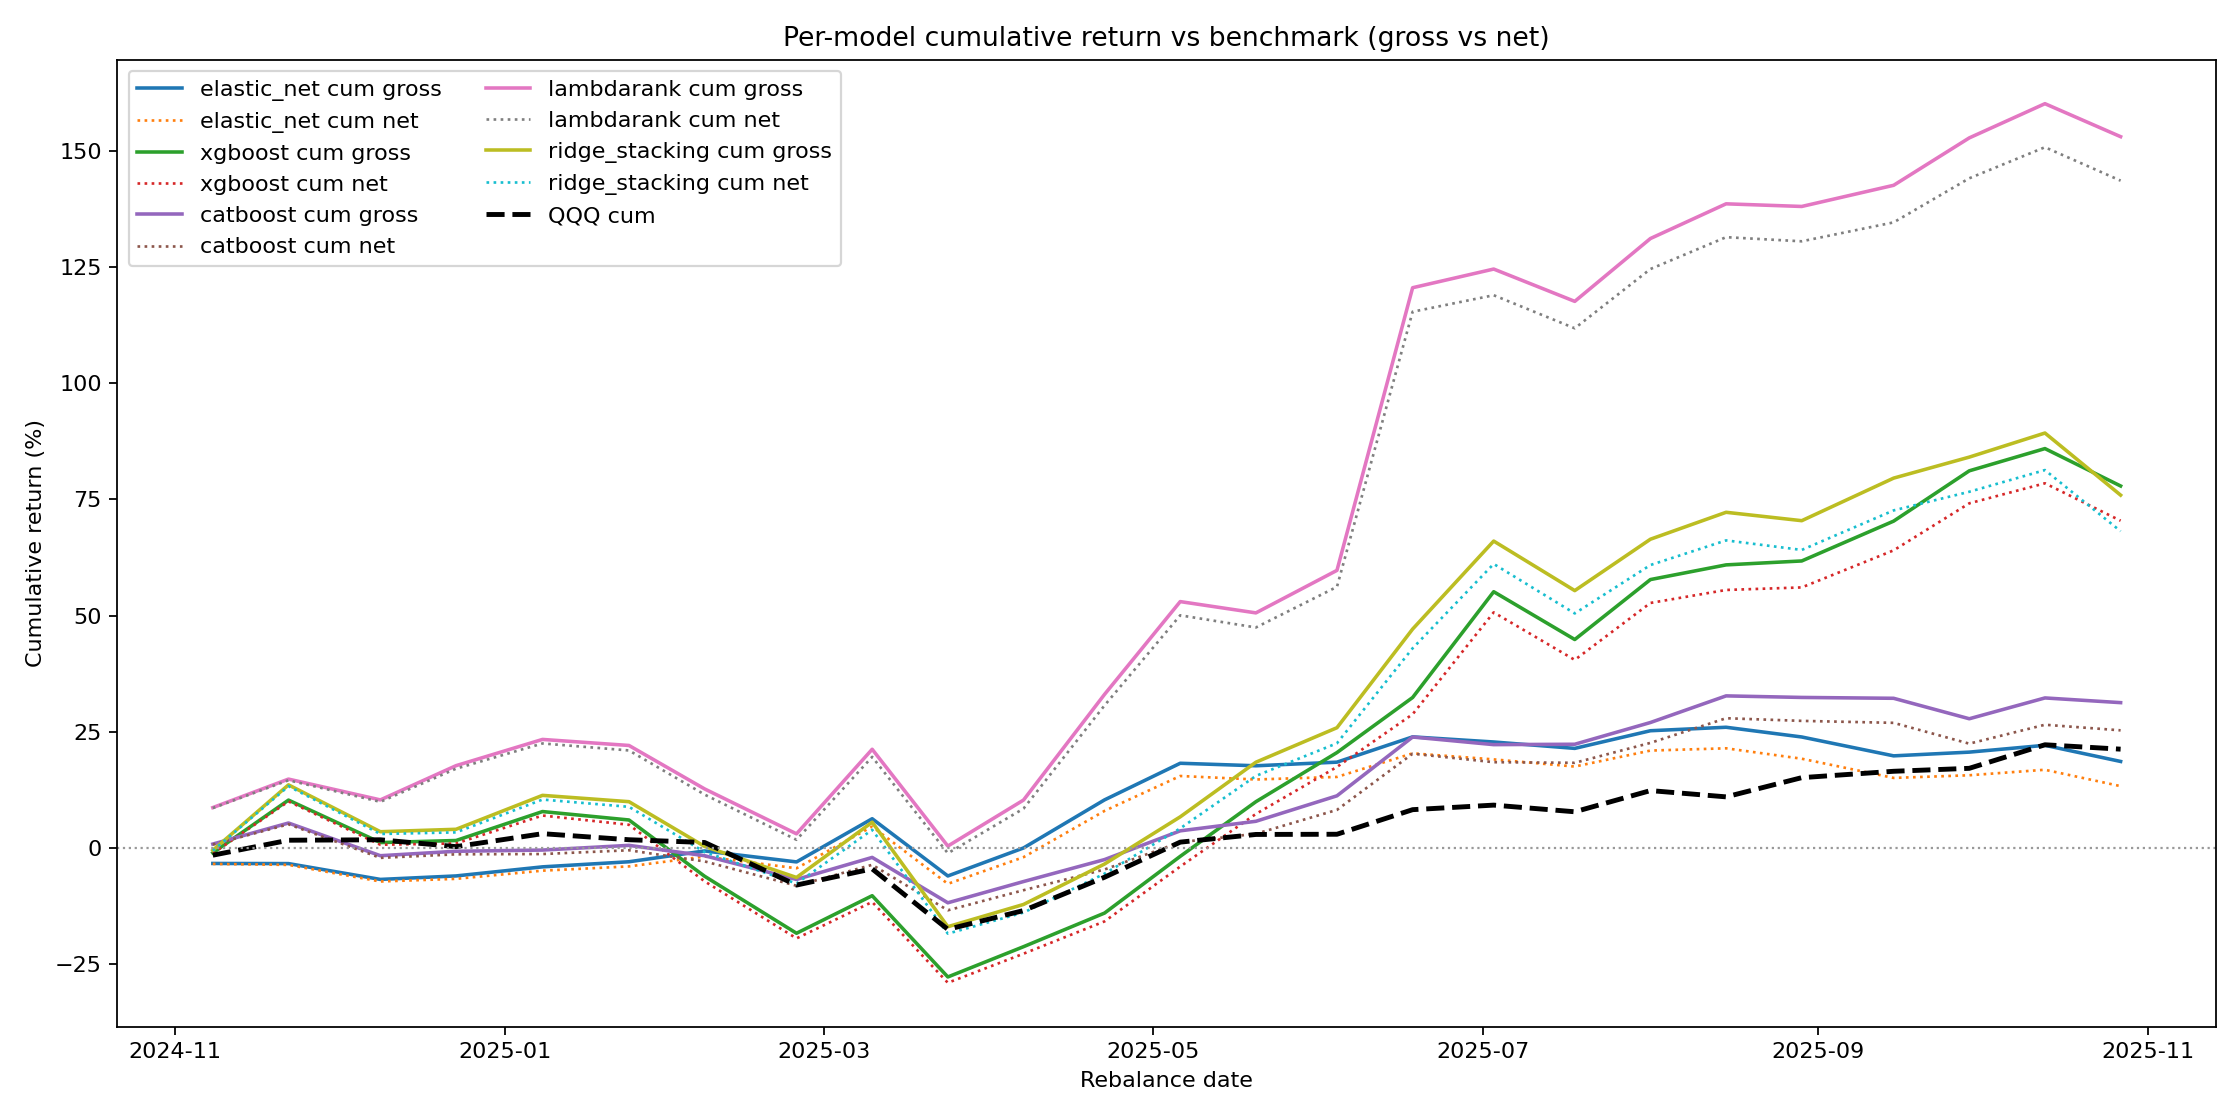 Per-model cumulative return vs benchmark (gross vs net)
elastic_net cum gross
elastic_net cum net
xgboost cum gross
xgboost cum net
catboost cum gross
catboost cum net
lambdarank cum gross
lambdarank cum net
ridge_stacking cum gross
ridge_stacking cum net
QQQ cum
Cumulative return (%)
150
125
100
75
50
25
0
−25
2024-11
2025-01
2025-03
2025-05
2025-07
2025-09
2025-11
Rebalance date